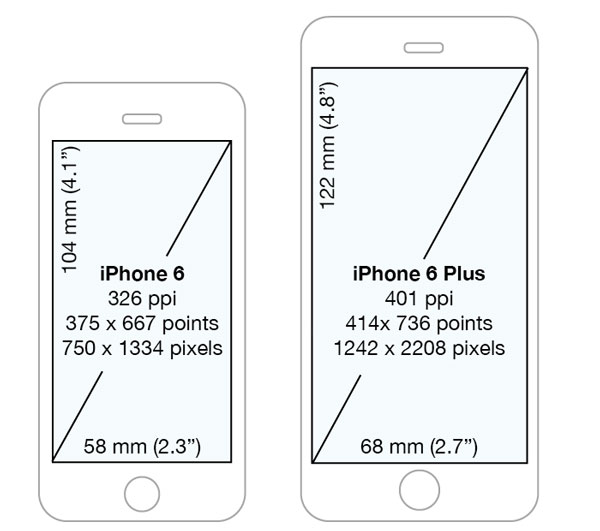 104 mm (4.1”)
iPhone 6
326 ppi
375 x 667 points
750 x 1334 pixels
58 mm (2.3”)
122 mm (4.8”)
iPhone 6 Plus
401 ppi
414x 736 points
1242 x 2208 pixels
68 mm (2.7”)